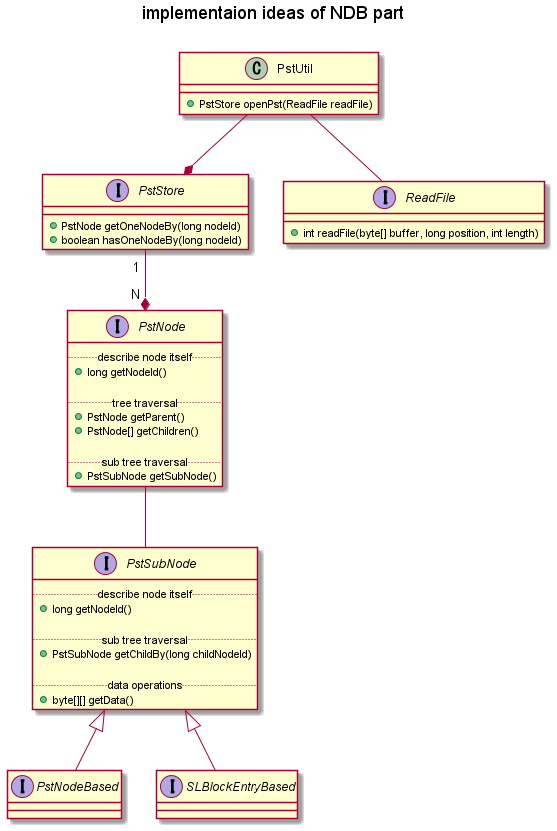 implementaion ideas of NDB part
C PstUtil
PstStore openPst(ReadFile readFile)
I PstStore
PstNode getOneNodeBy(long nodeId)
boolean hasOneNodeBy(long nodeId)
I ReadFile
int readFile(byte[] buffer, long position, int length)
1
N
I PstNode
describe node itself
long getNodeId()
tree traversal
PstNode getParent()
PstNode[] getChildren()
sub tree traversal
PstSubNode getSubNode()
I PstSubNode
describe node itself
long getNodeId()
sub tree traversal
PstSubNode getChildBy(long childNodeId)
data operations
byte[][] getData()
I PstNodeBased
I SLBlockEntryBased